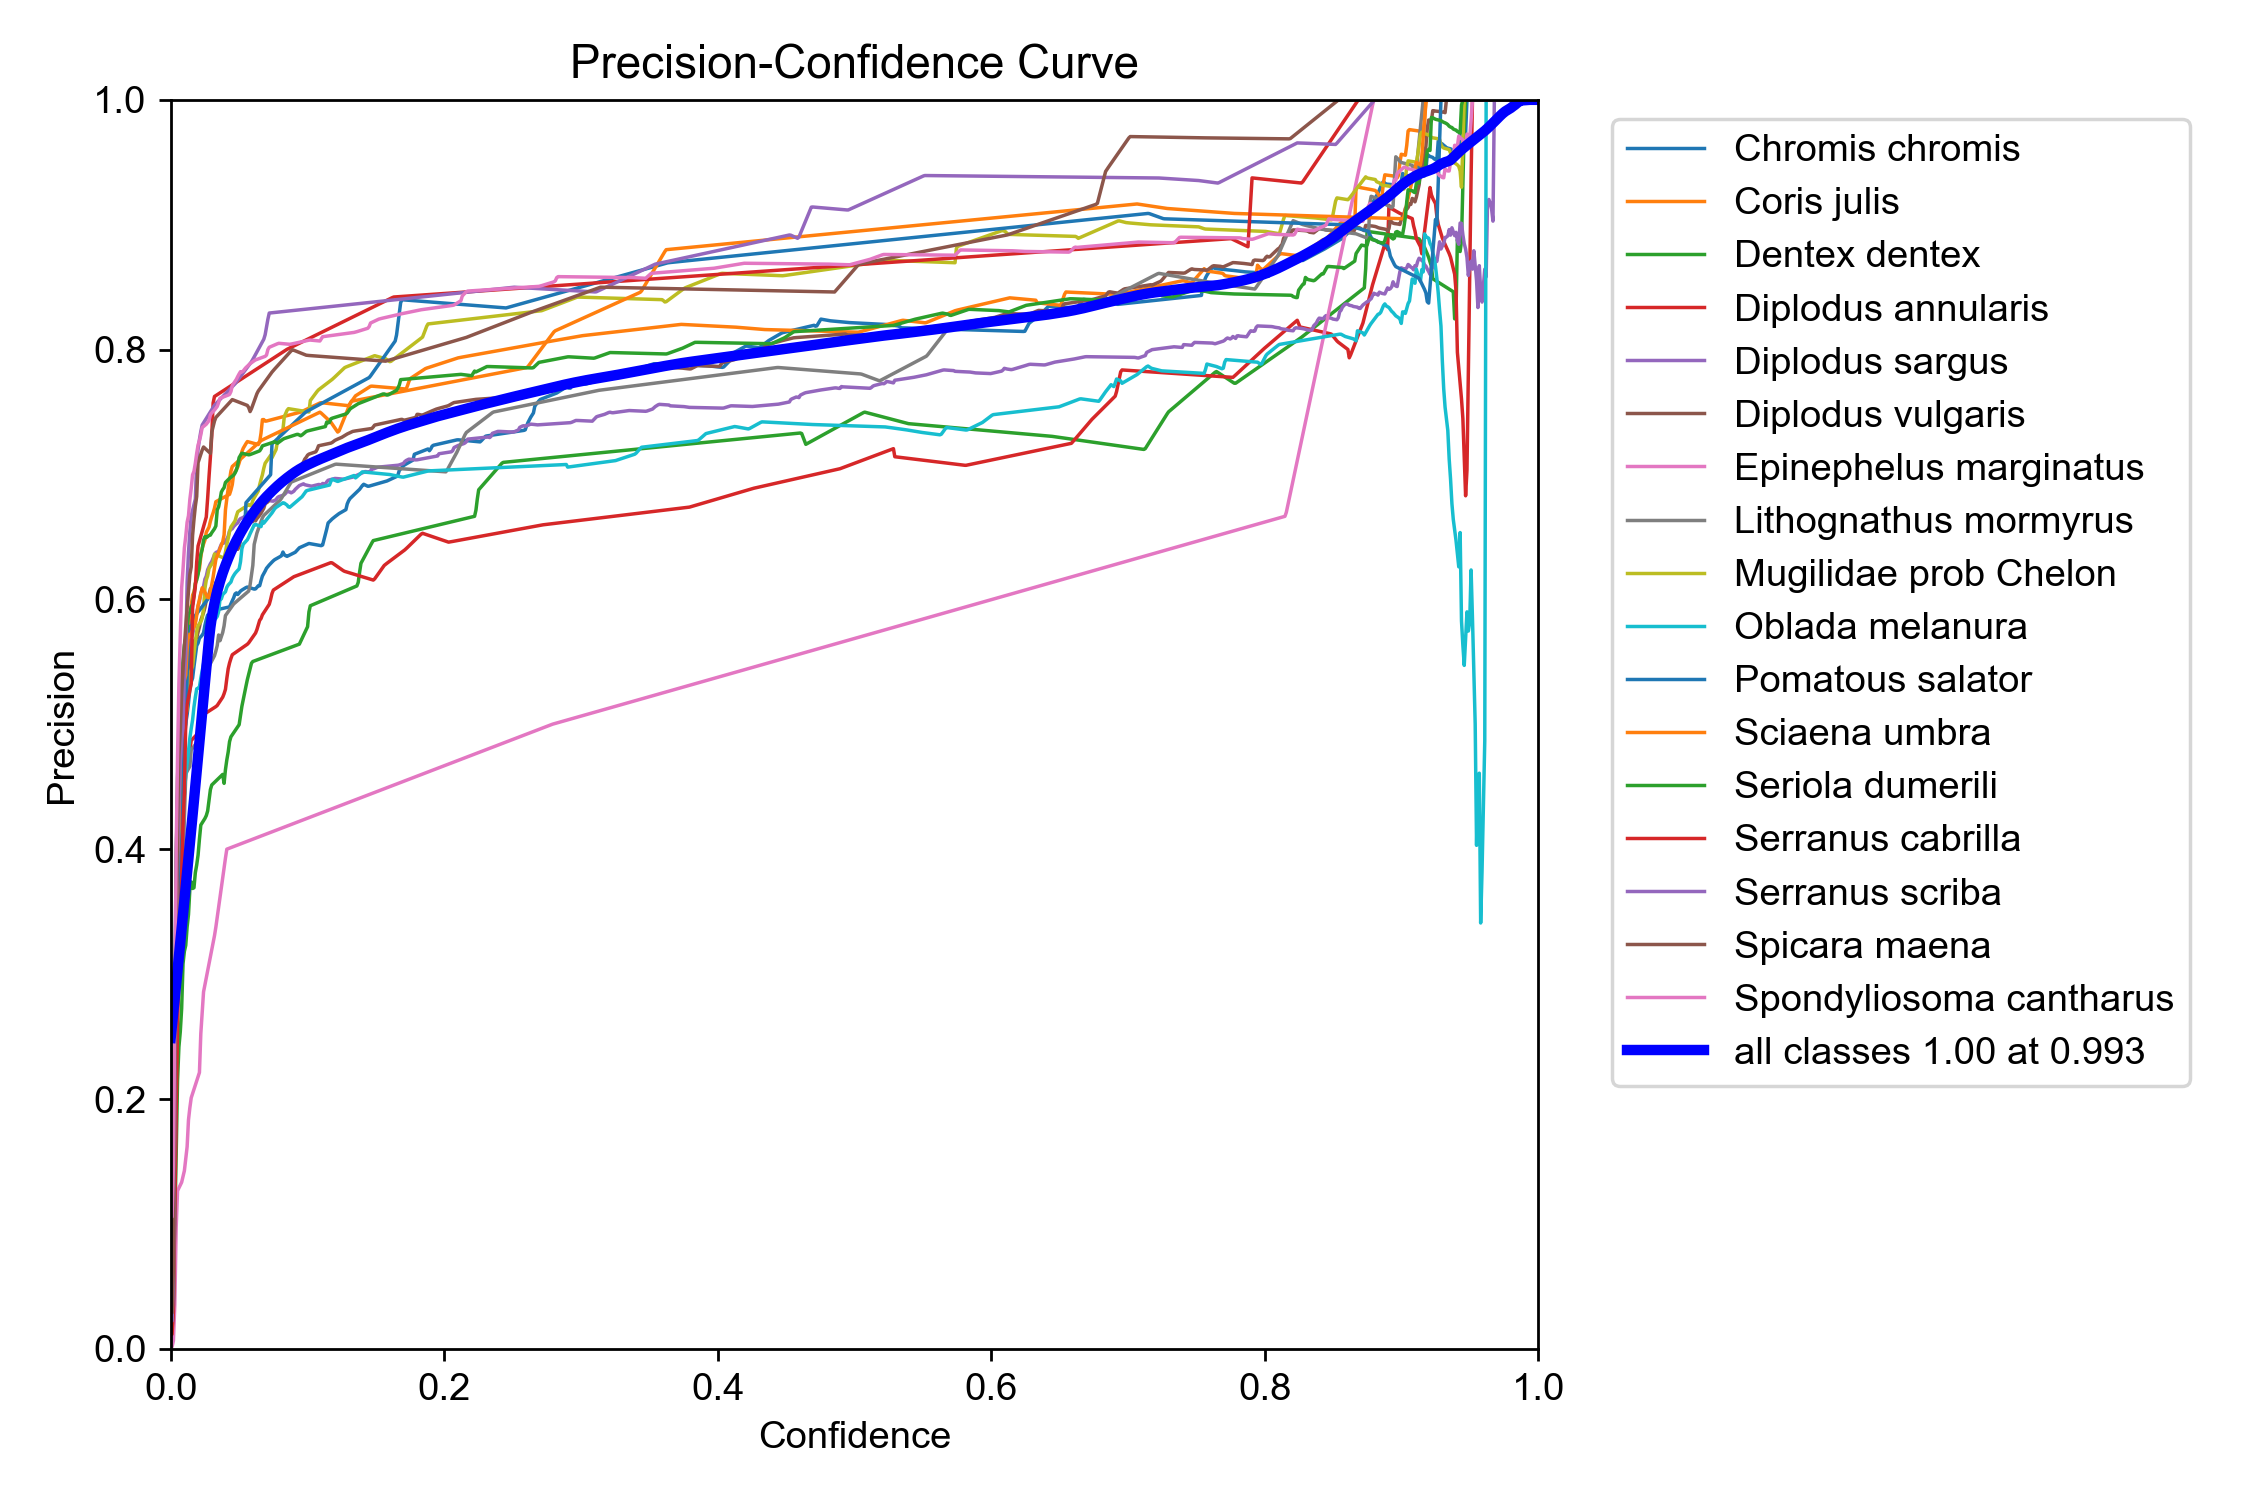 Precision-Confidence Curve
1.0
0.8
0.6
0.4
0.2
0.0
Precision
0.0 0.2 0.4 0.6 0.8 1.0
Confidence
Chromis chromis
Coris julis
Dentex dentex
Diplodus annularis
Diplodus sargus
Diplodus vulgaris
Epinephelus marginatus
Lithognathus mormyrus
Mugilidae prob Chelon
Oblada melanura
Pomatous salator
Sciaena umbra
Seriola dumerili
Serranus cabrilla
Serranus scriba
Spicara maena
Spondyliosoma cantharus
all classes 1.00 at 0.993